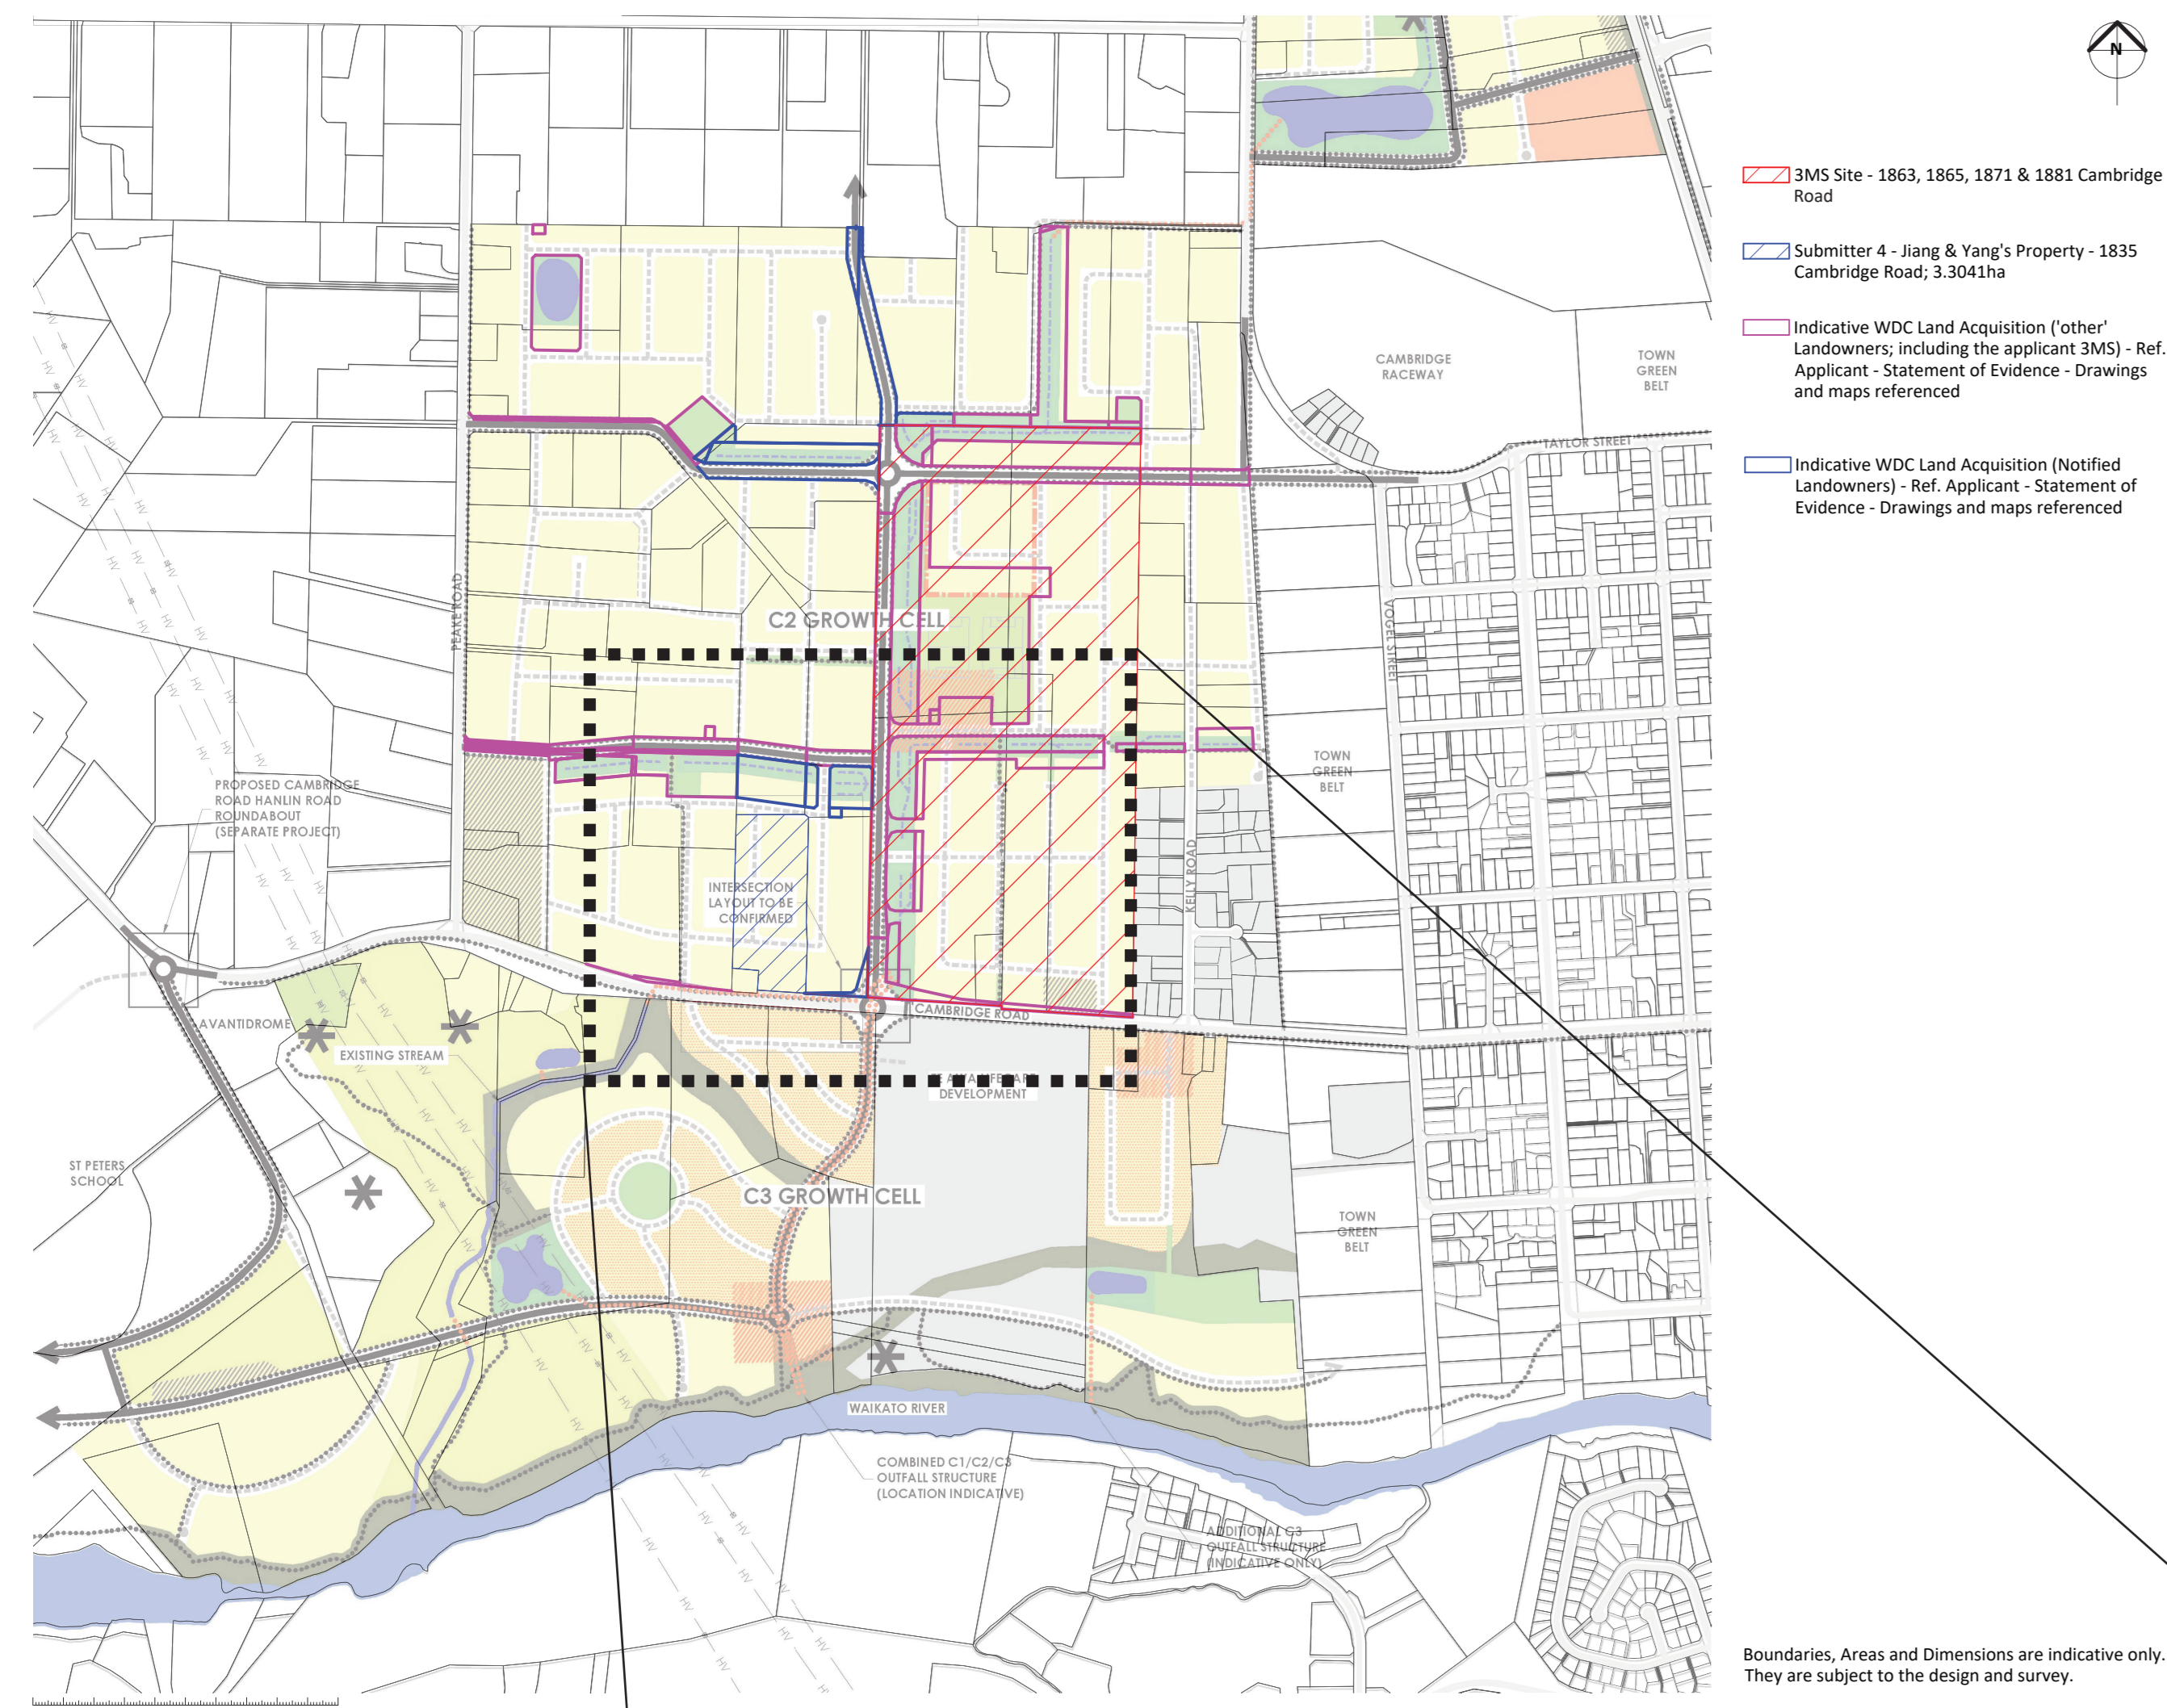 N
3MS Site - 1863, 1865, 1871 & 1881 Cambridge
Road
Submitter 4 - Jiang & Yang's Property - 1835
Cambridge Road; 3.3041ha
Indicative WDC Land Acquisition ('other'
Landowners; including the applicant 3MS) - Ref.
Applicant - Statement of Evidence - Drawings
and maps referenced
Indicative WDC Land Acquisition (Notified
Landowners) - Ref. Applicant - Statement of
Evidence - Drawings and maps referenced
CAMBRIDGE
RACEWAY
TOWN
GREEN
BELT
TAYLOR STREET
PEAKE ROAD
C2 GROWTH CELL
VOGEL STREET
TOWN
GREEN
BELT
PROPOSED CAMBRIDGE
ROAD HANLIN ROAD
ROUNDABOUT
(SEPARATE PROJECT)
INTERSECTION
LAYOUT TO BE
CONFIRMED
KELLY ROAD
CAMBRIDGE ROAD
AVANTIDROME
EXISTING STREAM
DEVELOPMENT
ST PETERS
SCHOOL
C3 GROWTH CELL
TOWN
GREEN
BELT
WAIKATO RIVER
COMBINED C1/C2/C3
OUTFALL STRUCTURE
(LOCATION INDICATIVE)
ADDITIONAL C3
OUTFALL STRUCTURE
(INDICATIVE ONLY)
HV
HV
HV
HV
HV
HV
Boundaries, Areas and Dimensions are indicative only.
They are subject to the design and survey.